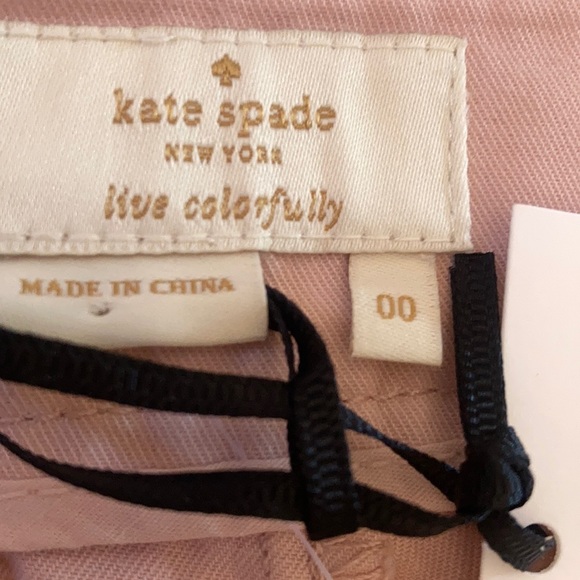 kate spade
NEW YORK
live colorfully
MADE IN CHINA
00